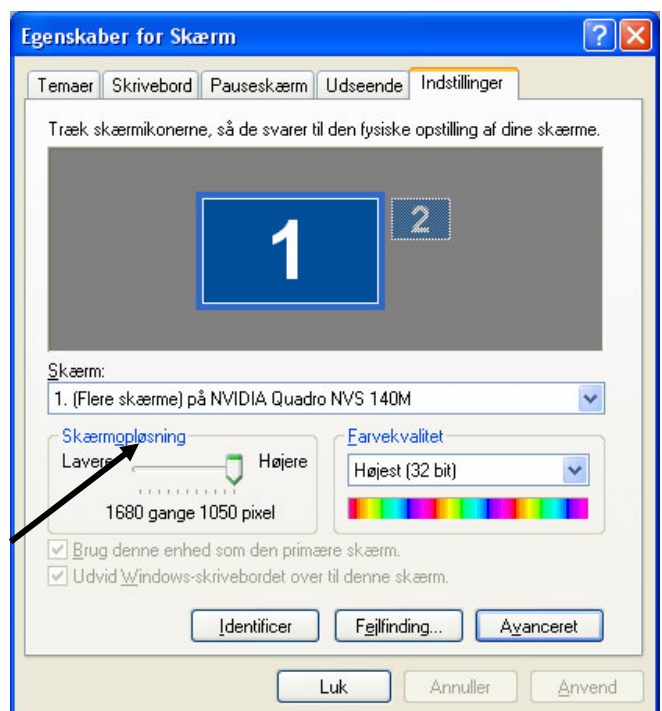 Egenskaber for Skærm
Temaer Skrivebord Pauseskærm Udseende Indstillinger
Træk skærmikonerne, så de svarer til den fysiske opstilling af dine skærme.
1 2
Skærm:
1. (Flere skærme) på NVIDIA Quadro NVS 140M
Skærmopløsning
Lavere Højere
1680 gange 1050 pixel
Farvekvalitet
Højest (32 bit)
Brug denne enhed som den primære skærm.
Udvid Windows-skrivebordet over til denne skærm.
Identificer Fejlfinding... Avanceret
Luk Annuller Anvend